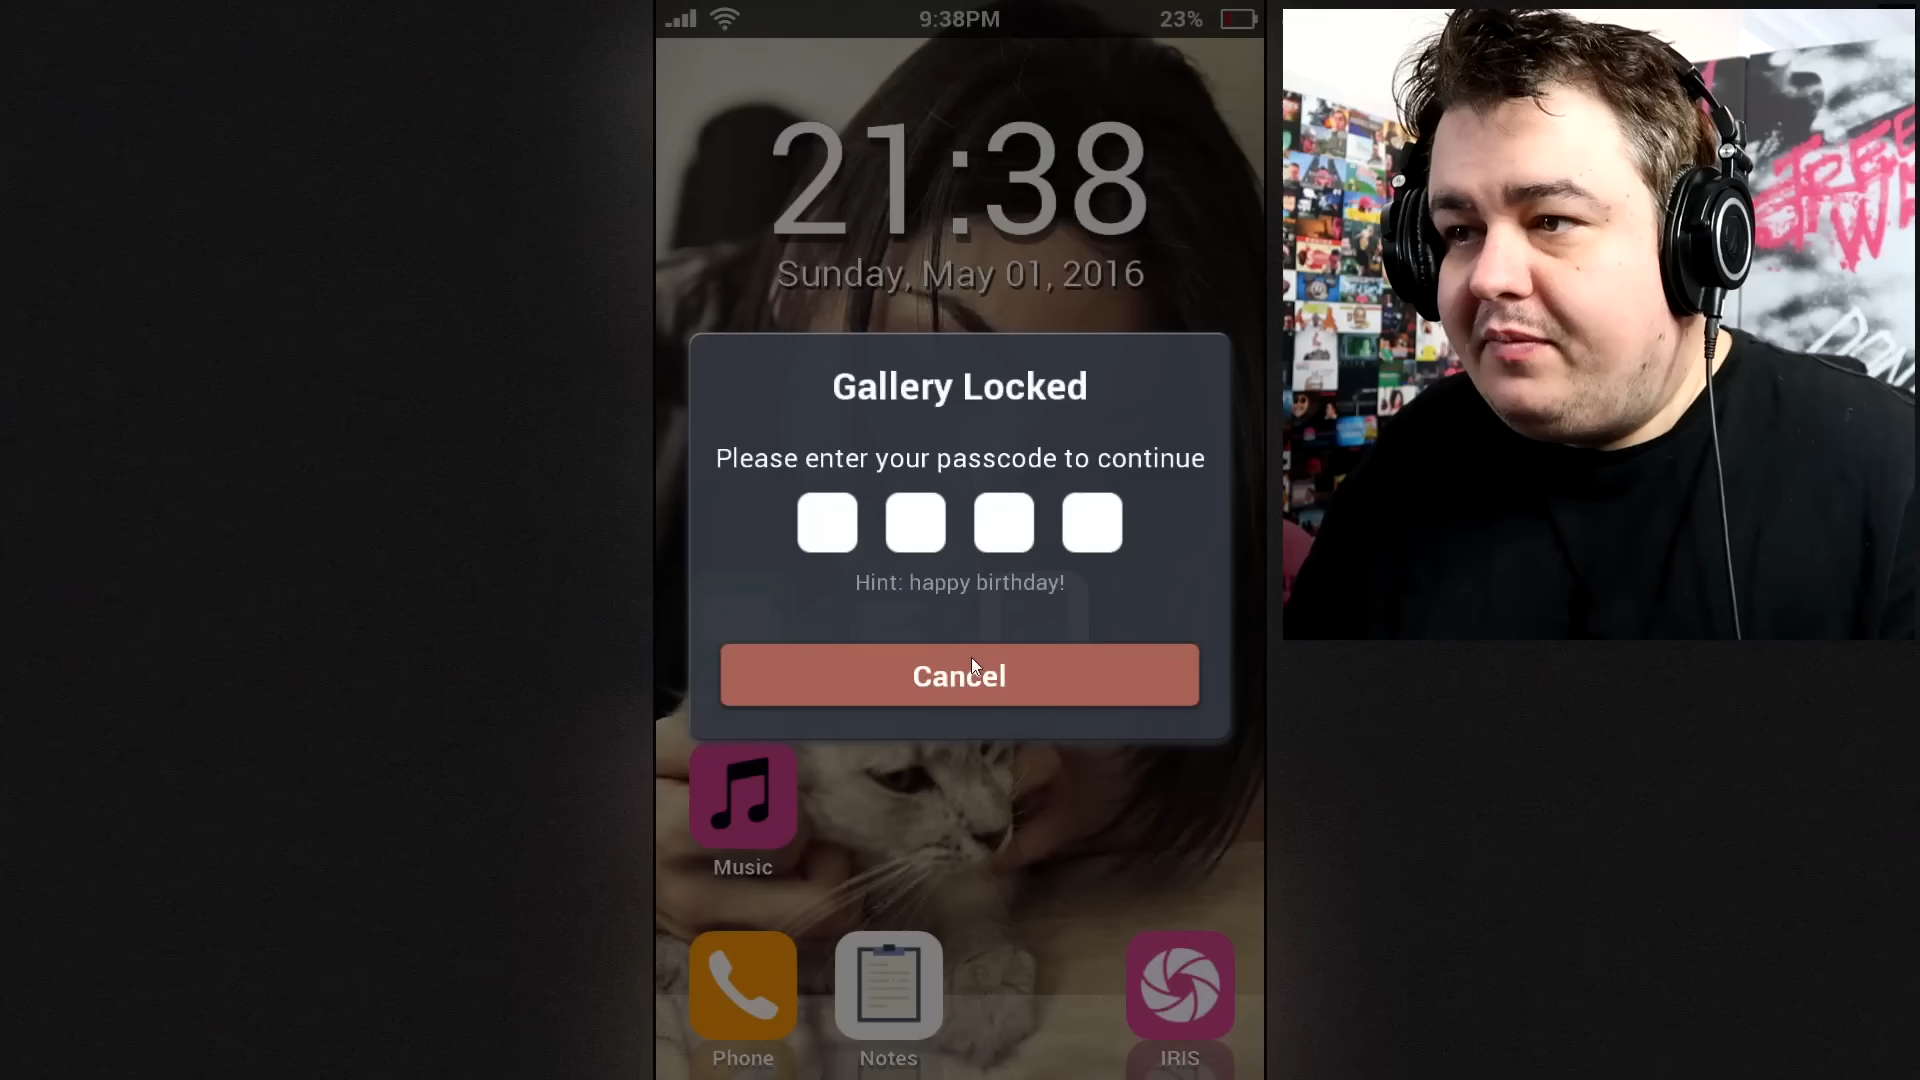 9:38PM
23%
21:38
Sunday, May 01, 2016
Gallery Locked
Please enter your passcode to continue
Hint: happy birthday!
Cancel
Music
Phone
Notes
IRIS